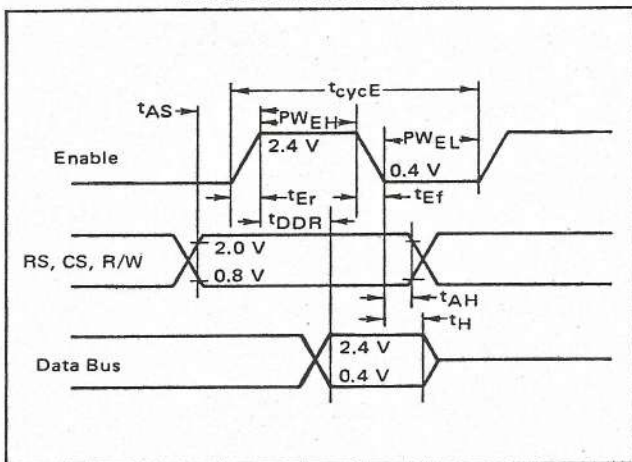 tcycE
tAS
PWEH
PWEL
Enable
2.4 V
0.4 V
tEr
tEf
tDDR
RS, CS, R/W
2.0 V
0.8 V
tAH
tH
Data Bus
2.4 V
0.4 V